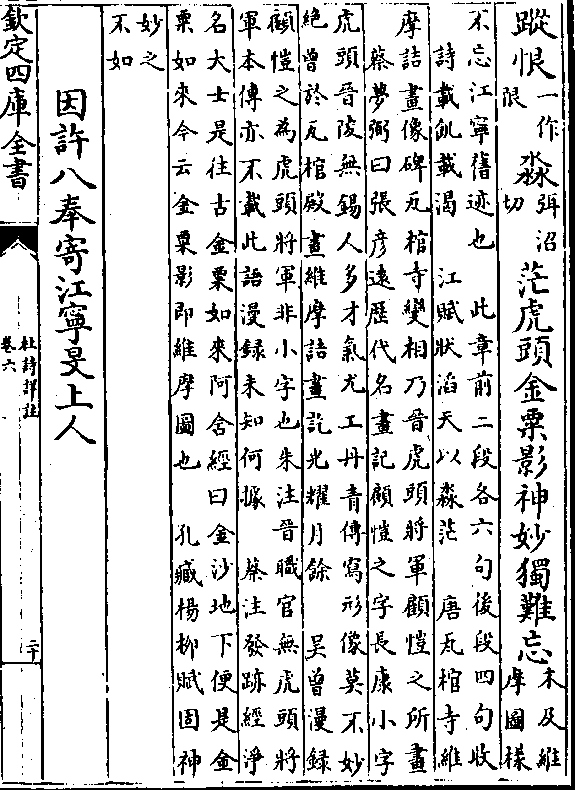 蹤恨一作限淼弭沼切茫虎頭金粟影神妙獨難忘末及維摩圖樣
不忘江寧舊迹也 此章前二段各六句後段四句收
詩載飢載渴 江賦狀滔天以淼茫 唐瓦棺寺維
摩詰畫像碑瓦棺寺變相乃晉虎頭將軍顧愷之所畫
蔡夢弼曰張彥遠歷代名畫記顧愷之字長康小字
虎頭晉陵無錫人多才氣尤工丹青傳寫形像莫不妙
絶曾於瓦棺殿畫維摩詰畫訖光耀月餘 吳曾漫録
顧愷之為虎頭將軍非小字也朱注晉職官無虎頭將
軍本傳亦不載此語漫録未知何據 蔡注發跡經淨
名大士是往古金粟如來阿含經曰金沙地下便是金
粟如來今云金粟影即維摩圖也 孔臧楊柳賦固神
妙之
不如
因許八奉寄江寧旻上人
欽定四庫全書
杜詩詳註
卷六
二十